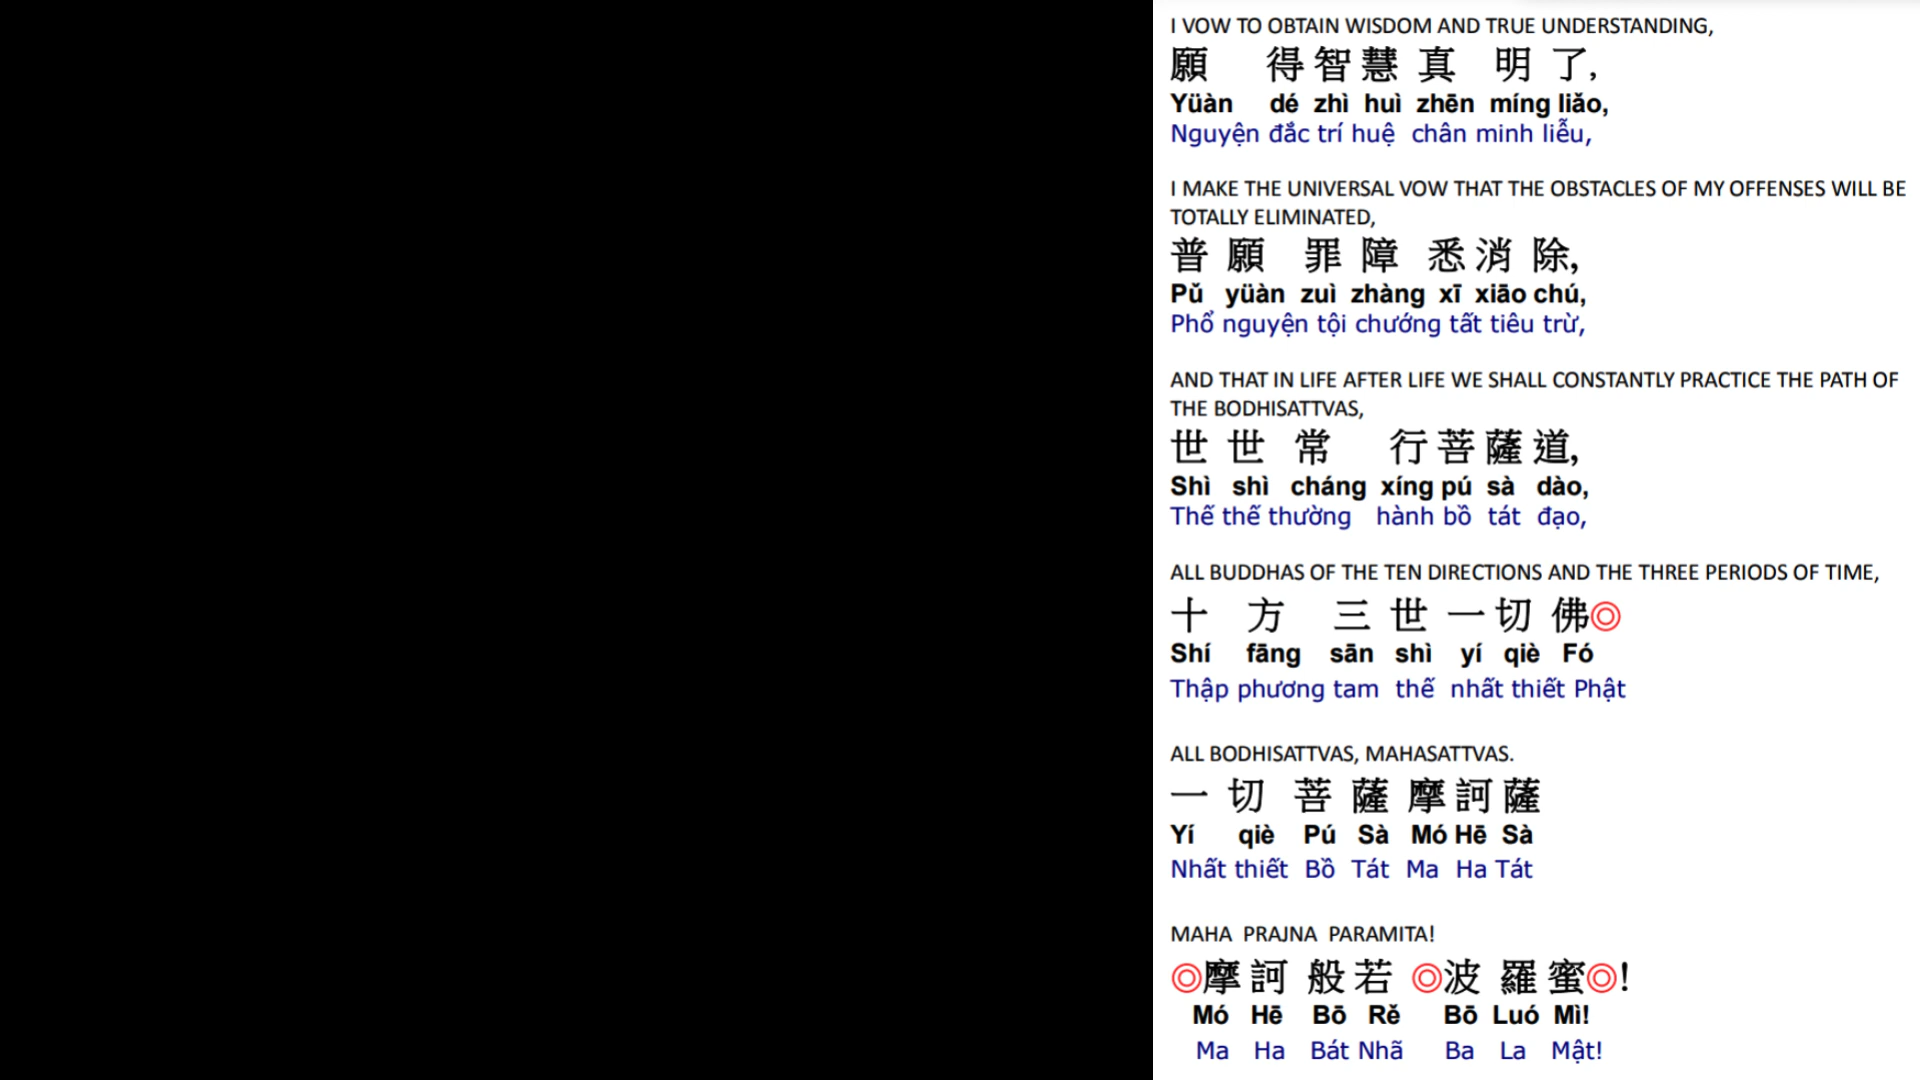 I VOW TO OBTAIN WISDOM AND TRUE UNDERSTANDING,
願 得 智 慧 真 明 了,
Yüàn dé zhì huì zhēn míng liǎo,
Nguyện đắc trí huệ chân minh liễu,
I MAKE THE UNIVERSAL VOW THAT THE OBSTACLES OF MY OFFENSES WILL BE
TOTALLY ELIMINATED,
普 願 罪 障 悉 消 除,
Pǔ yüàn zuì zhàng xī xiāo chú,
Phổ nguyện tội chướng tất tiêu trừ,
AND THAT IN LIFE AFTER LIFE WE SHALL CONSTANTLY PRACTICE THE PATH OF
THE BODHISATTVAS,
世 世 常 行 菩 薩 道,
Shì shì cháng xíng pú sà dào,
Thế thế thường hành bồ tát đạo,
ALL BUDDHAS OF THE TEN DIRECTIONS AND THE THREE PERIODS OF TIME,
十 方 三 世 一 切 佛◎
Shí fāng sān shì yí qiè Fó
Thập phương tam thế nhất thiết Phật
ALL BODHISATTVAS, MAHASATTVAS.
一 切 菩 薩 摩 訶 薩
Yí qiè Pú Sà Mó Hē Sà
Nhất thiết Bồ Tát Ma Ha Tát
MAHA PRAJNA PARAMITA!
◎摩 訶 般 若 ◎波 羅 蜜◎!
Mó Hē Bō Rě Bō Luó Mì!
Ma Ha Bát Nhã Ba La Mật!